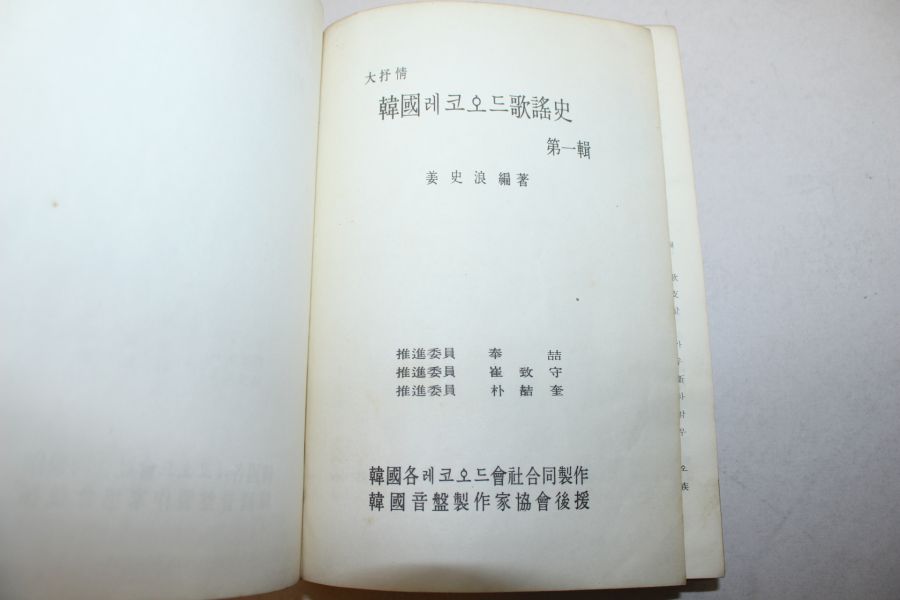 大抒情
韓國레코오드歌謠史
第一輯
姜史浪 編著
推進委員 奉 喆
推進委員 崔致守
推進委員 朴喆奎
韓國各레코오드會社合同製作
韓國音盤製作家協會後援